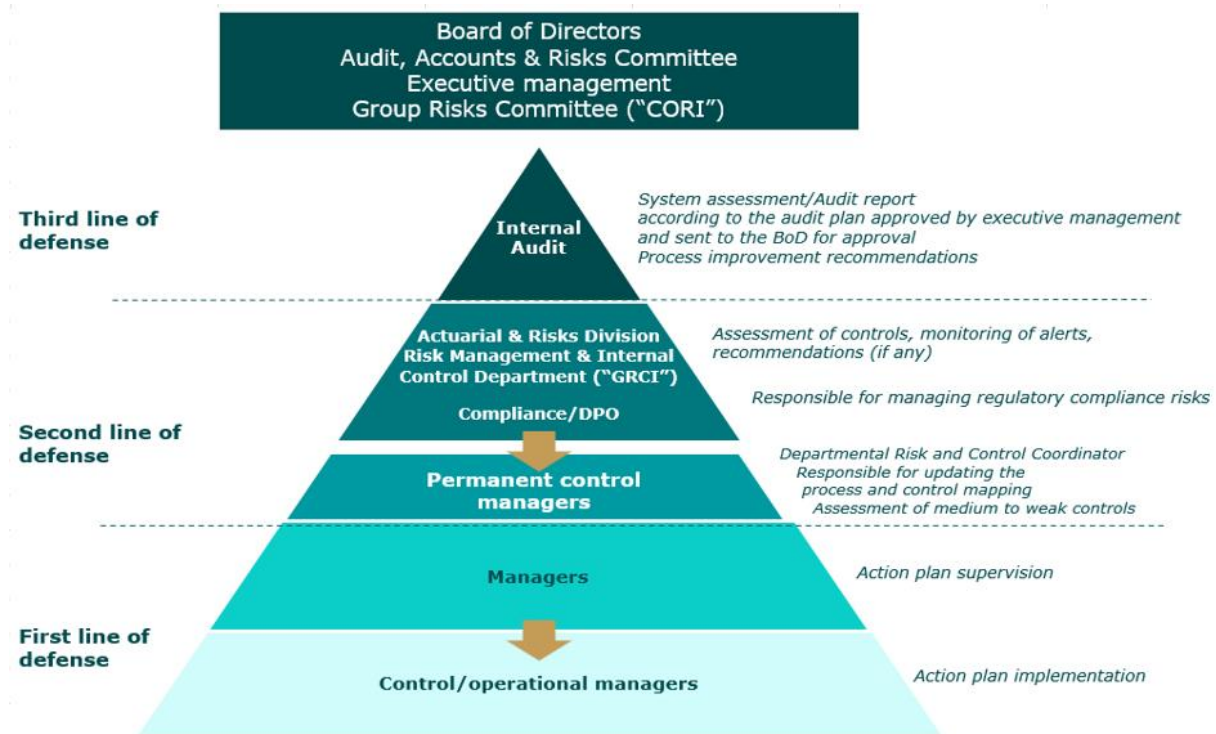 Board of Directors
Audit, Accounts & Risks Committee
Executive management
Group Risks Committee (“CORI”)
Third line of
defense
Internal
Audit
System assessment/Audit report
according to the audit plan approved by executive management
and sent to the BoD for approval
Process improvement recommendations
Second line of
defense
Actuarial & Risks Division
Risk Management & Internal
Control Department (“GRCI”)
Compliance/DPO
Assessment of controls, monitoring of alerts,
recommendations (if any)
Responsible for managing regulatory compliance risks
Permanent control
managers
Departmental Risk and Control Coordinator
Responsible for updating the
process and control mapping
Assessment of medium to weak controls
First line of
defense
Managers
Action plan supervision
Control/operational managers
Action plan implementation